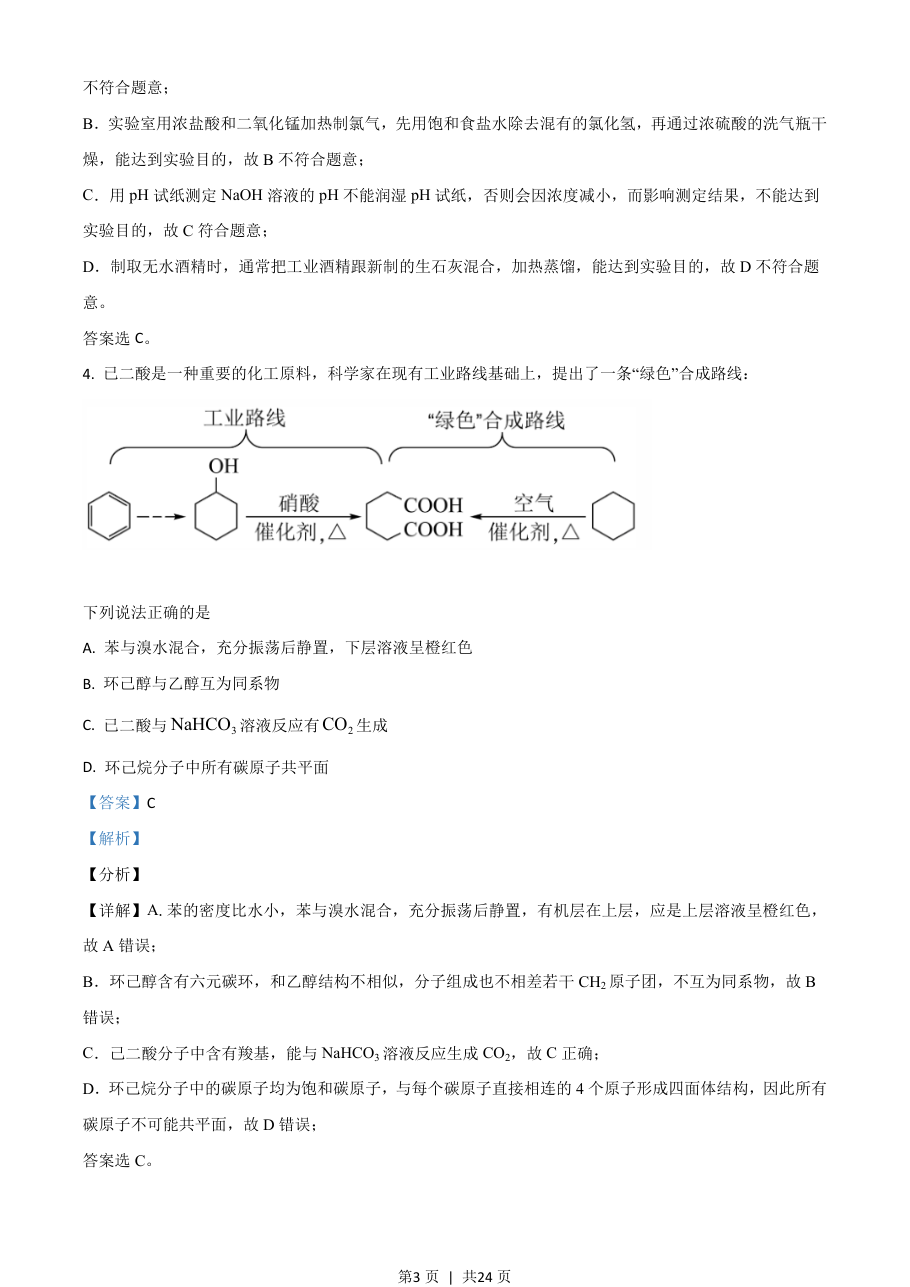 不符合题意；
B．实验室用浓盐酸和二氧化锰加热制氯气，先用饱和食盐水除去混有的氯化氢，再通过浓硫酸的洗气瓶干
燥，能达到实验目的，故 B 不符合题意；
C．用 pH 试纸测定 NaOH 溶液的 pH 不能润湿 pH 试纸，否则会因浓度减小，而影响测定结果，不能达到
实验目的，故 C 符合题意；
D．制取无水酒精时，通常把工业酒精跟新制的生石灰混合，加热蒸馏，能达到实验目的，故 D 不符合题
意。
答案选 C。
4. 已二酸是一种重要的化工原料，科学家在现有工业路线基础上，提出了一条“绿色”合成路线：
工业路线 “绿色”合成路线
OH
硝酸 COOH 空气
催化剂,△ COOH 催化剂,△
下列说法正确的是
A. 苯与溴水混合，充分振荡后静置，下层溶液呈橙红色
B. 环己醇与乙醇互为同系物
C. 已二酸与 NaHCO₃ 溶液反应有 CO₂ 生成
D. 环己烷分子中所有碳原子共平面
【答案】C
【解析】
【分析】
【详解】A. 苯的密度比水小，苯与溴水混合，充分振荡后静置，有机层在上层，应是上层溶液呈橙红色，
故 A 错误；
B．环己醇含有六元碳环，和乙醇结构不相似，分子组成也不相差若干 CH₂ 原子团，不互为同系物，故 B
错误；
C．己二酸分子中含有羧基，能与 NaHCO₃ 溶液反应生成 CO₂，故 C 正确；
D．环己烷分子中的碳原子均为饱和碳原子，与每个碳原子直接相连的 4 个原子形成四面体结构，因此所有
碳原子不可能共平面，故 D 错误；
答案选 C。
第3 页 | 共24 页